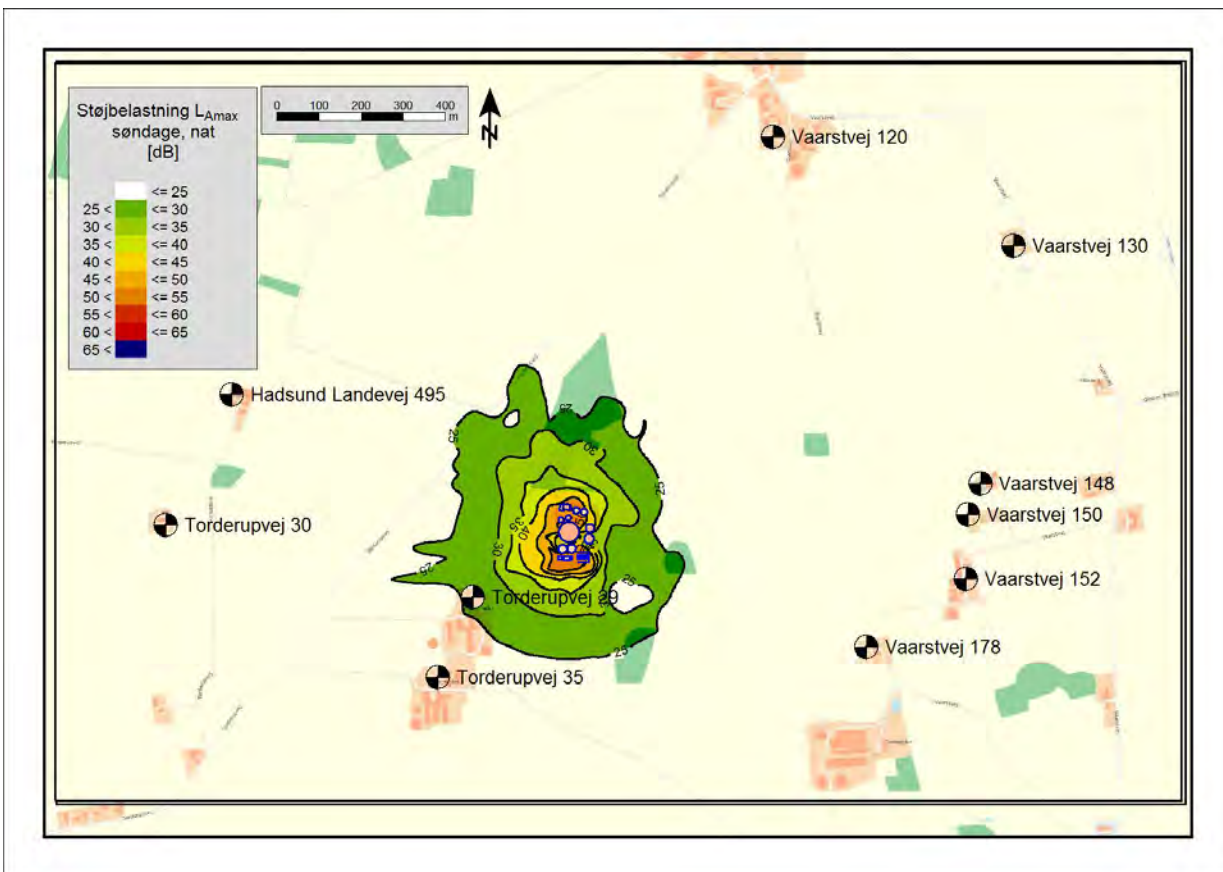 Støjbelastning LAmax
søndage, nat
[dB]
<= 25
25 < <= 30
30 < <= 35
35 < <= 40
40 < <= 45
45 < <= 50
50 < <= 55
55 < <= 60
60 < <= 65
65 <
0 100 200 300 400
m
N
Vaarstvej 120
Vaarstvej 130
Hadsund Landevej 495
25
25
30
25
Vaarstvej 148
35
40
Vaarstvej 150
Torderupvej 30
30
25
25
Vaarstvej 152
Torderupvej 29
25
Vaarstvej 178
Torderupvej 35